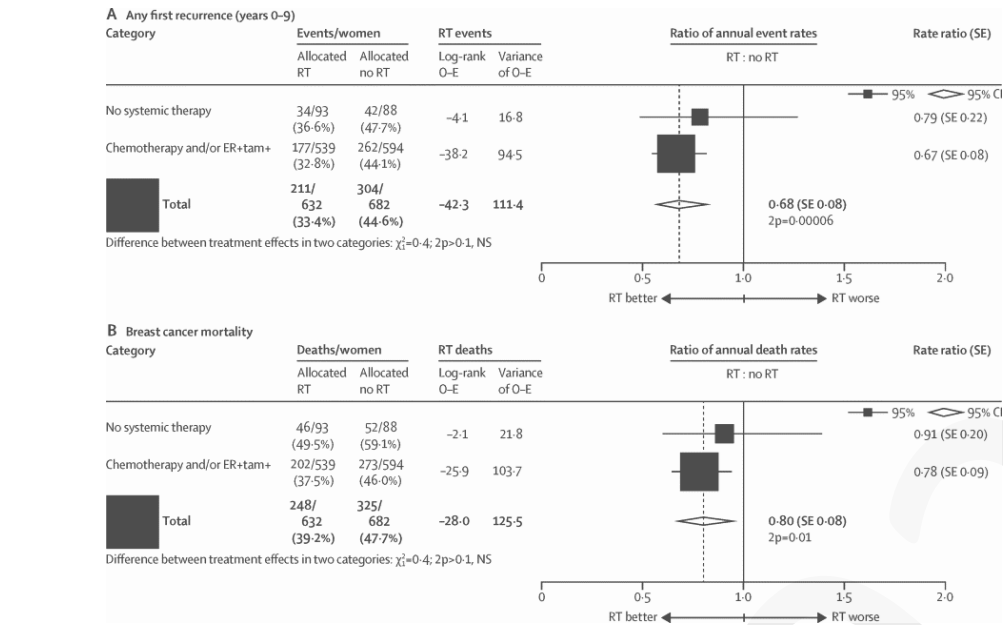 A Any first recurrence (years 0–9)
Category Events/women RT events Ratio of annual event rates Rate ratio (SE)
Allocated Allocated Log-rank Variance RT : no RT
RT no RT O–E of O–E
95% 95% CI
No systemic therapy 34/93 42/88 –4·1 16·8 0·79 (SE 0·22)
(36·6%) (47·7%)
Chemotherapy and/or ER+tam+ 177/539 262/594 –38·2 94·5 0·67 (SE 0·08)
(32·8%) (44·1%)
211/ 304/
Total 632 682 –42·3 111·4 0·68 (SE 0·08)
(33·4%) (44·6%) 2p=0·00006
Difference between treatment effects in two categories: χ²₁=0·4; 2p>0·1, NS
0 0·5 1·0 1·5 2·0
RT better RT worse
B Breast cancer mortality
Category Deaths/women RT deaths Ratio of annual death rates Rate ratio (SE)
Allocated Allocated Log-rank Variance RT : no RT
RT no RT O–E of O–E
95% 95% CI
No systemic therapy 46/93 52/88 –2·1 21·8 0·91 (SE 0·20)
(49·5%) (59·1%)
Chemotherapy and/or ER+tam+ 202/539 273/594 –25·9 103·7 0·78 (SE 0·09)
(37·5%) (46·0%)
248/ 325/
Total 632 682 –28·0 125·5 0·80 (SE 0·08)
(39·2%) (47·7%) 2p=0·01
Difference between treatment effects in two categories: χ²₁=0·4; 2p>0·1, NS
0 0·5 1·0 1·5 2·0
RT better RT worse